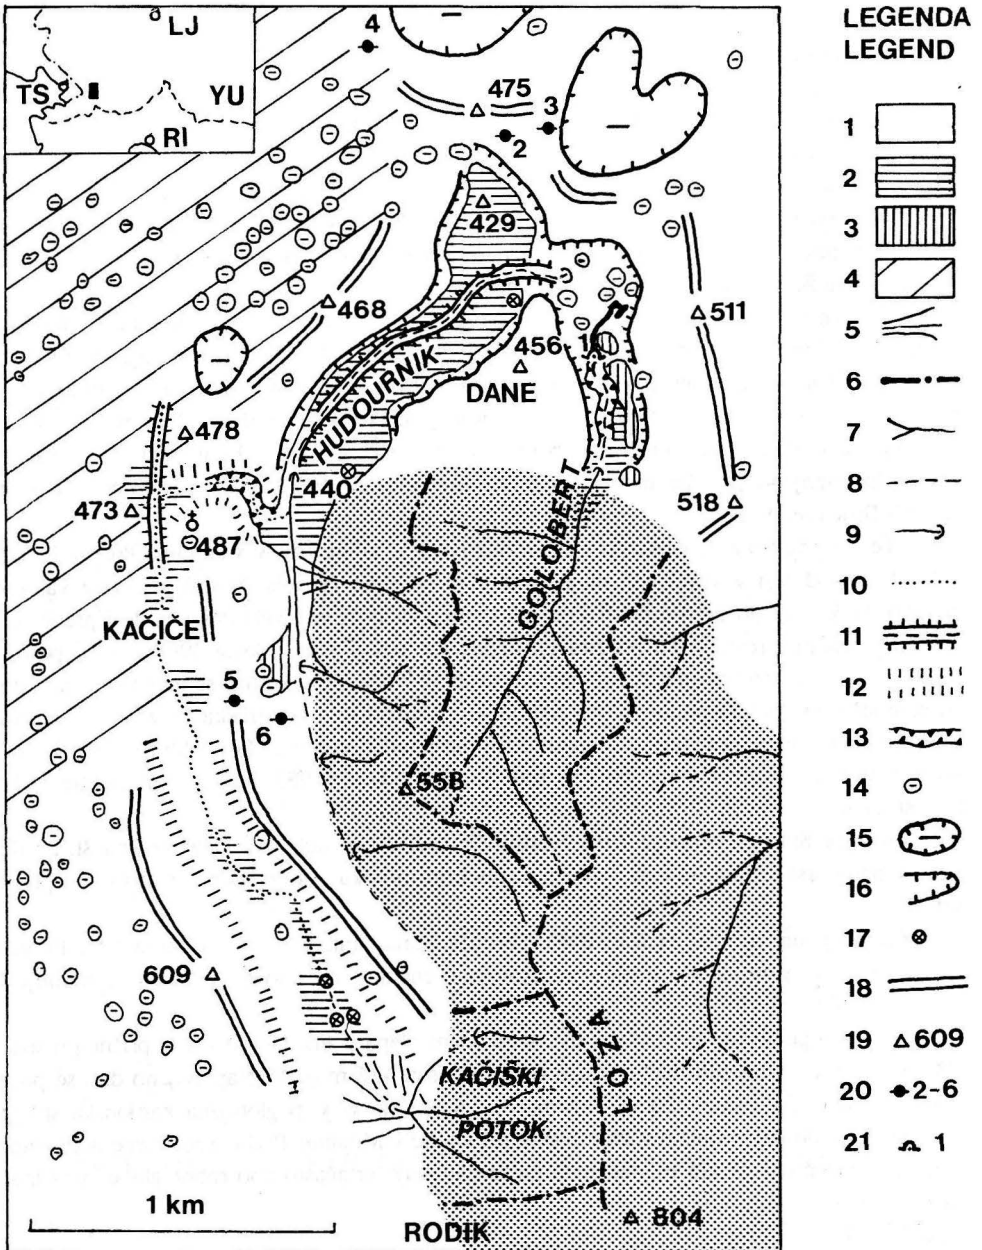 LJ
TS
YU
RI
4
475
3
2
429
468
511
456
1
DANE
HUDOURNIK
478
440
GOLOBERT
473
518
487
KAČIČE
5
6
558
609
KAČIŠKI
POTOK
LOZA
1 km
RODIK
804
LEGENDA
LEGEND
1
2
3
4
5
6
7
8
9
10
11
12
13
14
15
16
17
18
19 609
20 2-6
21 1